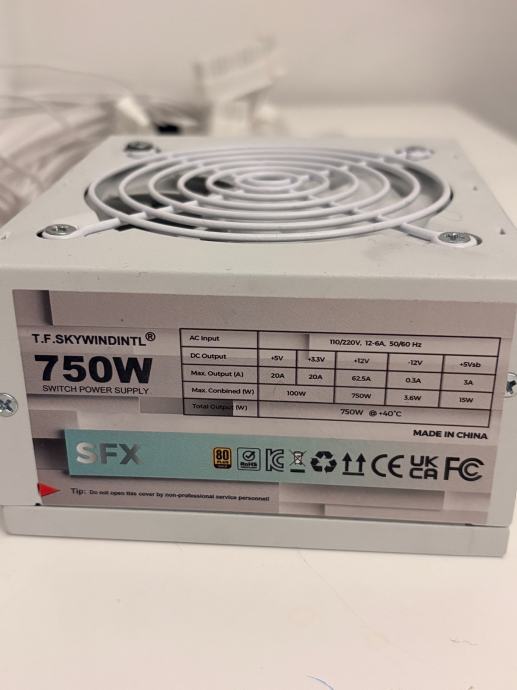 T.F.SKYWINDINTL®
750W
SWITCH POWER SUPPLY
AC Input 110/220V, 12-6A, 50/60 Hz
DC Output +5V +3.3V +12V -12V +5Vsb
Max. Output (A) 20A 20A 62.5A 0.3A 3A
Max. Combined (W) 100W 750W 3.6W 15W
Total Output (W) 750W @ +40°C
MADE IN CHINA
SFX
80 PLUS RoHS CE UK CA FC
Tip: Do not open this cover by non-professional service personnel!